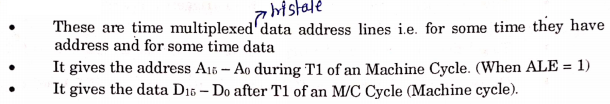 tristate
• These are time multiplexed data address lines i.e. for some time they have
address and for some time data
• It gives the address A15 – A0 during T1 of an Machine Cycle. (When ALE = 1)
• It gives the data D15 – D0 after T1 of an M/C Cycle (Machine cycle).